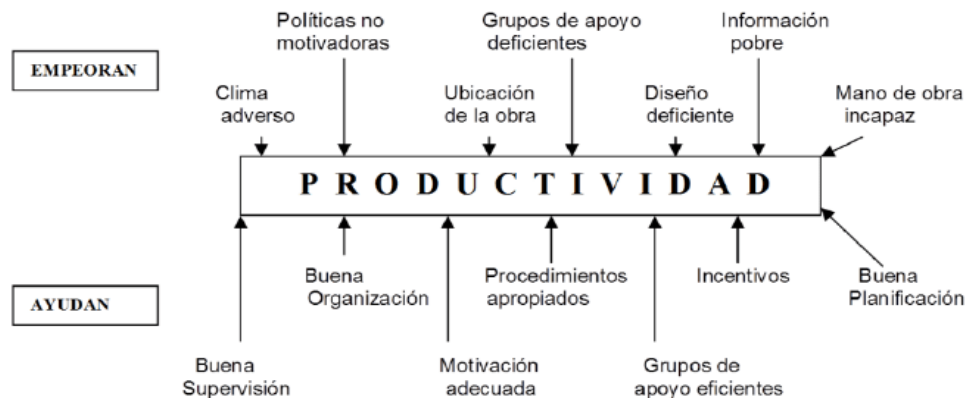 Políticas no
motivadoras
Grupos de apoyo
deficientes
Información
pobre
EMPEORAN
Clima
adverso
Ubicación
de la obra
Diseño
deficiente
Mano de obra
incapaz
PRODUCTIVIDAD
Buena
Organización
Procedimientos
apropiados
Incentivos
Buena
Planificación
AYUDAN
Buena
Supervisión
Motivación
adecuada
Grupos de
apoyo eficientes